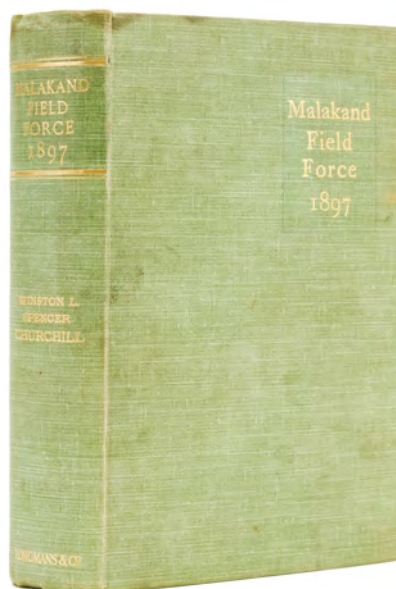 MALAKAND
FIELD
FORCE
1897
WINSTON L.
SPENCER
CHURCHILL
LONGMANS & Co
Malakand
Field
Force
1897